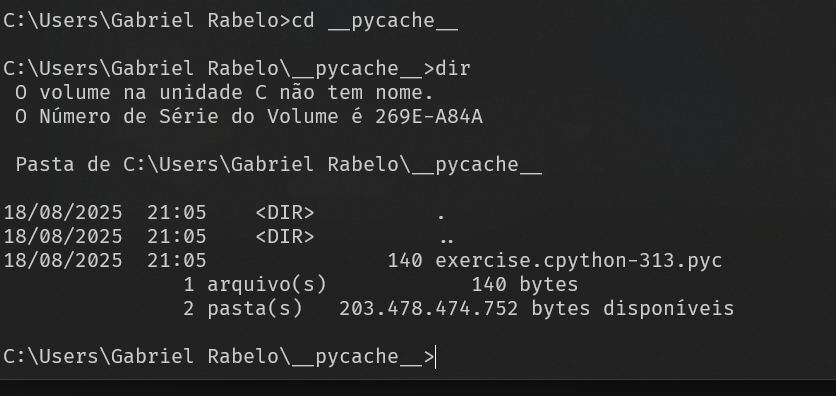 C:\Users\Gabriel Rabelo>cd __pycache__
C:\Users\Gabriel Rabelo\__pycache__>dir
 O volume na unidade C não tem nome.
 O Número de Série do Volume é 269E-A84A
 Pasta de C:\Users\Gabriel Rabelo\__pycache__
18/08/2025  21:05    <DIR>          .
18/08/2025  21:05    <DIR>          ..
18/08/2025  21:05               140 exercise.cpython-313.pyc
               1 arquivo(s)            140 bytes
               2 pasta(s)   203.478.474.752 bytes disponíveis
C:\Users\Gabriel Rabelo\__pycache__>